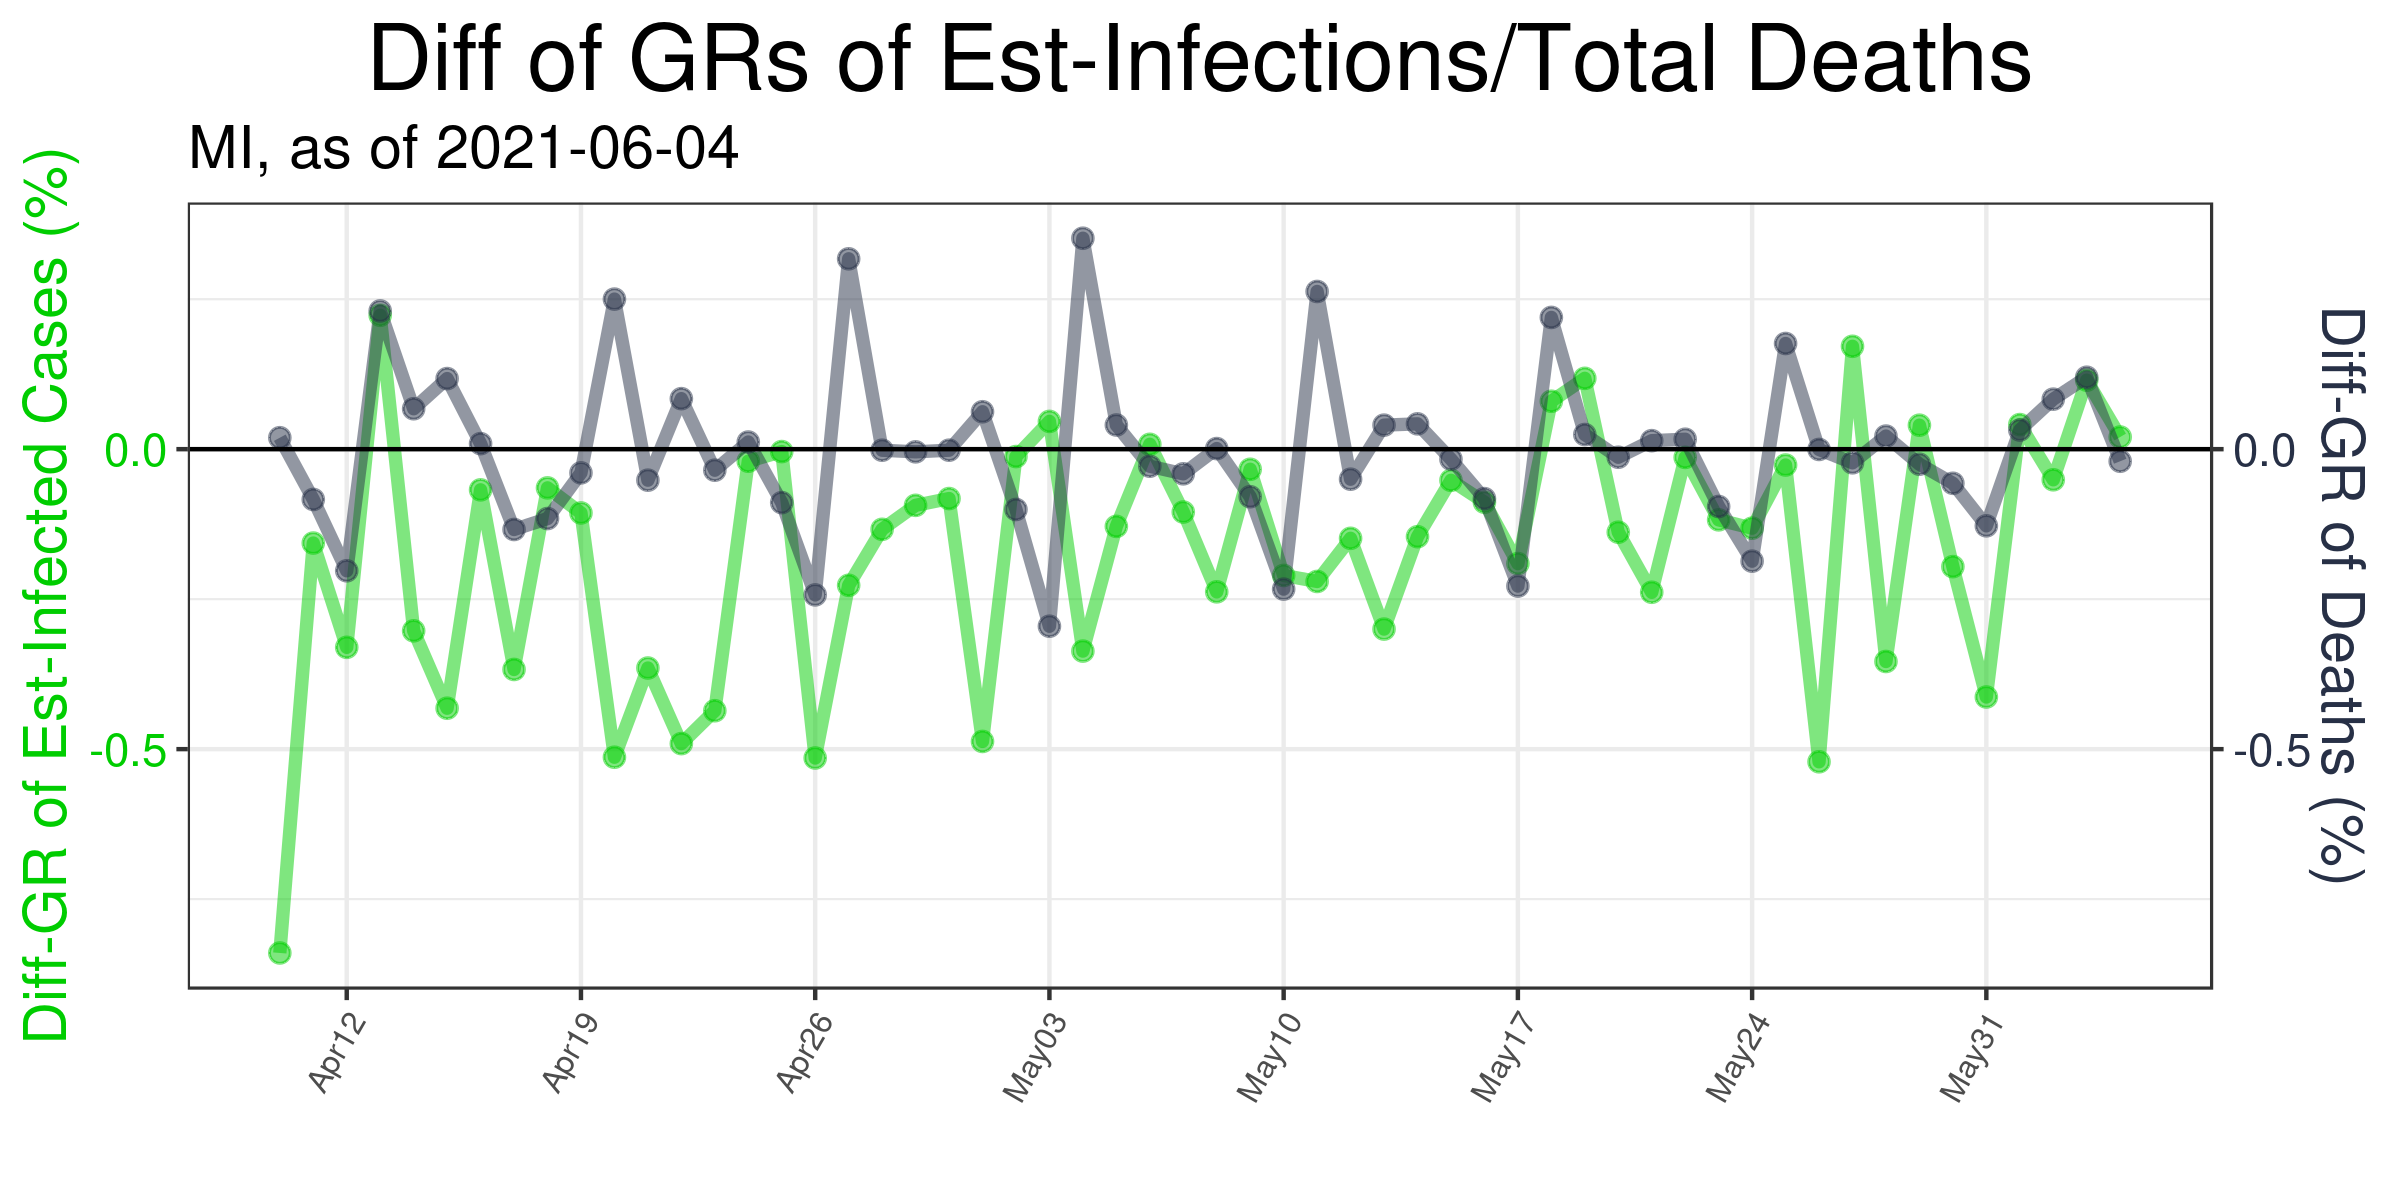 Diff of GRs of Est-Infections/Total Deaths
MI, as of 2021-06-04
Diff-GR of Est-Infected Cases (%)
0.0
-0.5
0.0
-0.5
Diff-GR of Deaths (%)
Apr12
Apr19
Apr26
May03
May10
May17
May24
May31